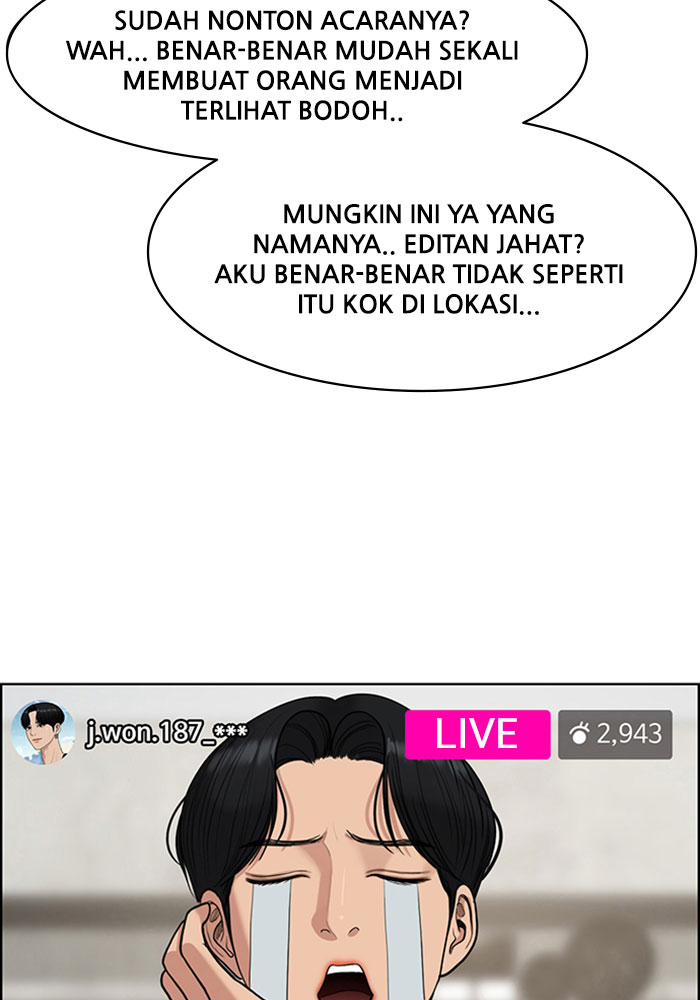 SUDAH NONTON ACARANYA?
WAH... BENAR-BENAR MUDAH SEKALI
MEMBUAT ORANG MENJADI
TERLIHAT BODOH..
MUNGKIN INI YA YANG
NAMANYA.. EDITAN JAHAT?
AKU BENAR-BENAR TIDAK SEPERTI
ITU KOK DI LOKASI...
j.won.187_*** LIVE 2,943